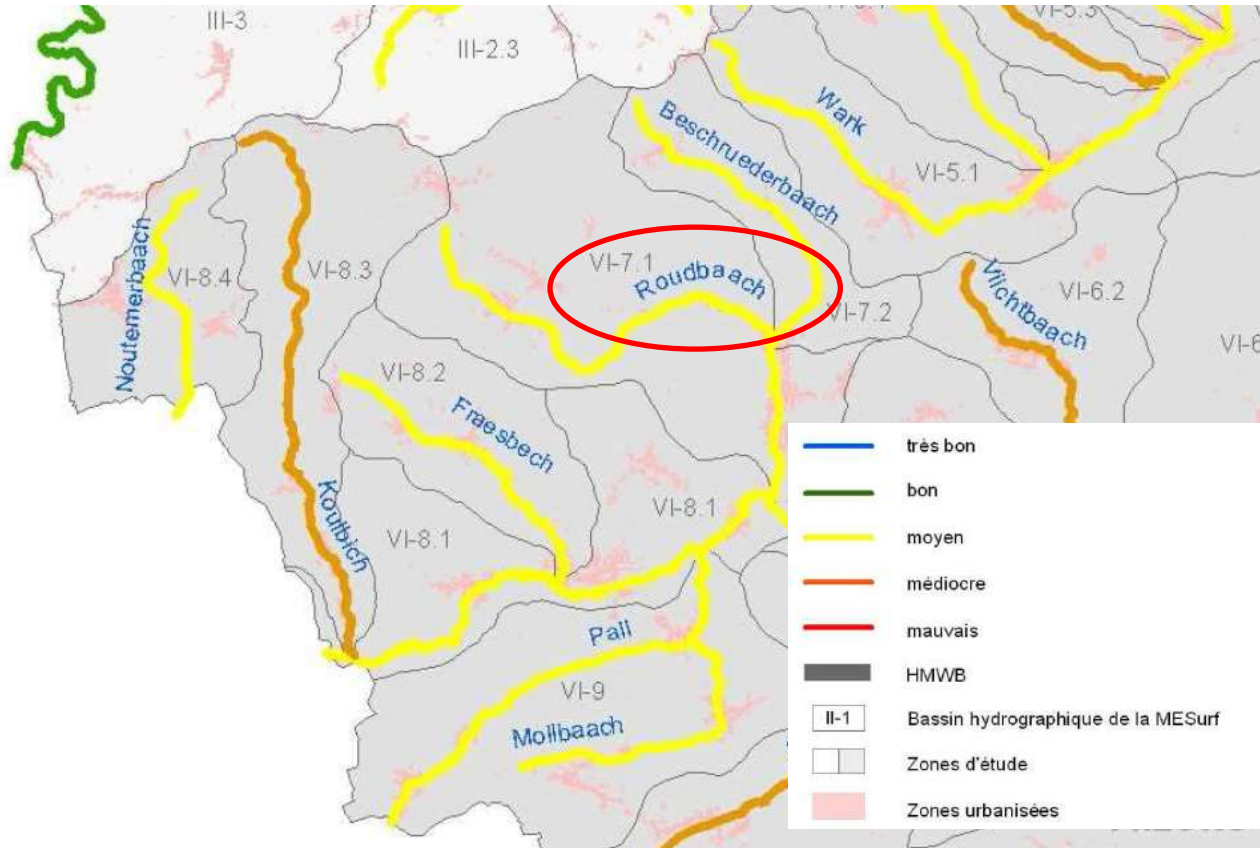 III-3
III-2.3
VI-5.3
Wark
Beschruederbaach
VI-5.1
Noutemerbaach
VI-8.4
VI-8.3
VI-7.1
Roudbaach
VI-7.2
Vlichtbaach
VI-6.2
VI-6
VI-8.2
Fraesbech
Koulbich
VI-8.1
VI-8.1
Pall
VI-9
Mollbaach
très bon
bon
moyen
médiocre
mauvais
HMWB
II-1 Bassin hydrographique de la MESurf
Zones d'étude
Zones urbanisées